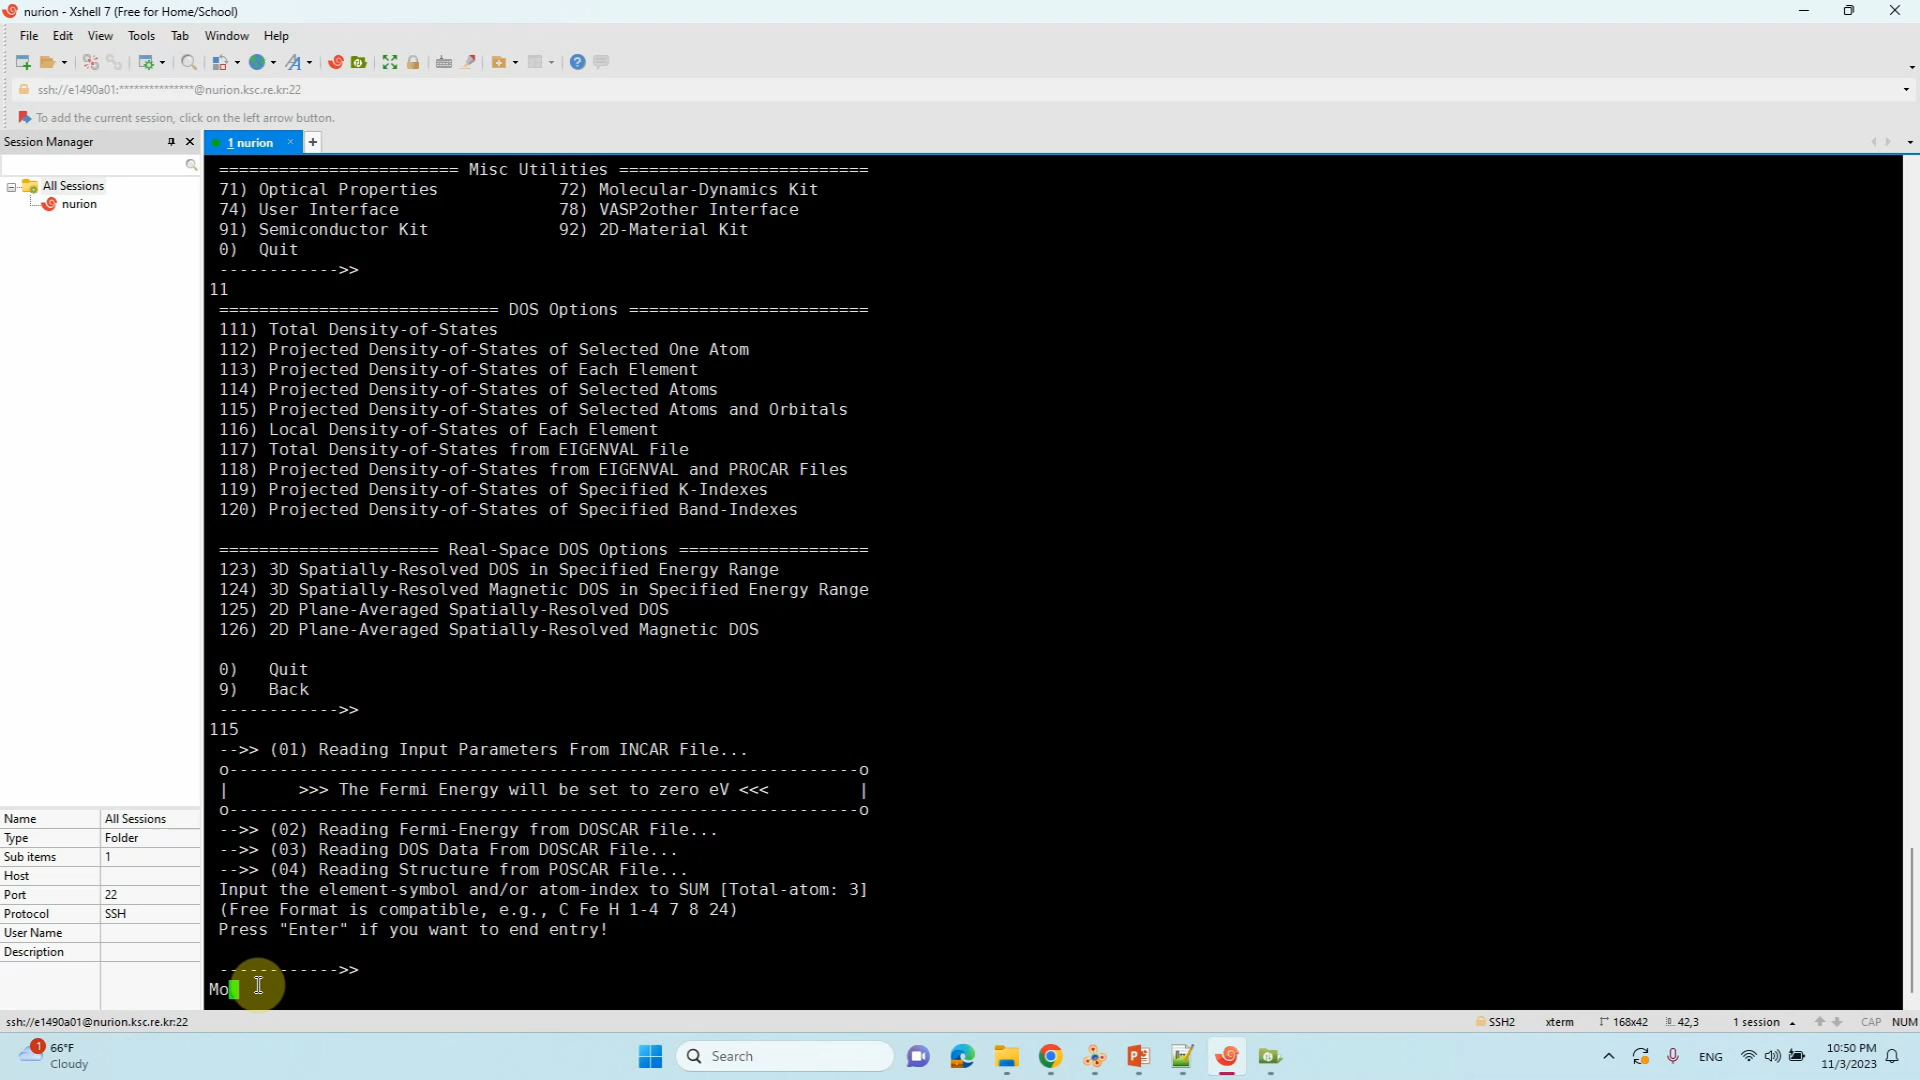 nurion - Xshell 7 (Free for Home/School)
File Edit View Tools Tab Window Help
ssh://e1490a01:***************@nurion.ksc.re.kr:22
To add the current session, click on the left arrow button.
Session Manager
1 nurion
All Sessions
nurion
======================== Misc Utilities =========================
71) Optical Properties            72) Molecular-Dynamics Kit
74) User Interface                78) VASP2other Interface
91) Semiconductor Kit             92) 2D-Material Kit
0)  Quit
------------>>
11
============================ DOS Options ========================
111) Total Density-of-States
112) Projected Density-of-States of Selected One Atom
113) Projected Density-of-States of Each Element
114) Projected Density-of-States of Selected Atoms
115) Projected Density-of-States of Selected Atoms and Orbitals
116) Local Density-of-States of Each Element
117) Total Density-of-States from EIGENVAL File
118) Projected Density-of-States from EIGENVAL and PROCAR Files
119) Projected Density-of-States of Specified K-Indexes
120) Projected Density-of-States of Specified Band-Indexes
====================== Real-Space DOS Options ===================
123) 3D Spatially-Resolved DOS in Specified Energy Range
124) 3D Spatially-Resolved Magnetic DOS in Specified Energy Range
125) 2D Plane-Averaged Spatially-Resolved DOS
126) 2D Plane-Averaged Spatially-Resolved Magnetic DOS
0)   Quit
9)   Back
------------>>
115
-->> (01) Reading Input Parameters From INCAR File...
o---------------------------------------------------------------o
|       >>> The Fermi Energy will be set to zero eV <<<         |
o---------------------------------------------------------------o
-->> (02) Reading Fermi-Energy from DOSCAR File...
-->> (03) Reading DOS Data From DOSCAR File...
-->> (04) Reading Structure from POSCAR File...
Input the element-symbol and/or atom-index to SUM [Total-atom: 3]
(Free Format is compatible, e.g., C Fe H 1-4 7 8 24)
Press "Enter" if you want to end entry!
------------>>
Mo
Name All Sessions
Type Folder
Sub items 1
Host
Port 22
Protocol SSH
User Name
Description
ssh://e1490a01@nurion.ksc.re.kr:22
SSH2 xterm 168x42 42,3 1 session CAP NUM
1
66°F
Cloudy
Search
ENG
10:50 PM
11/3/2023